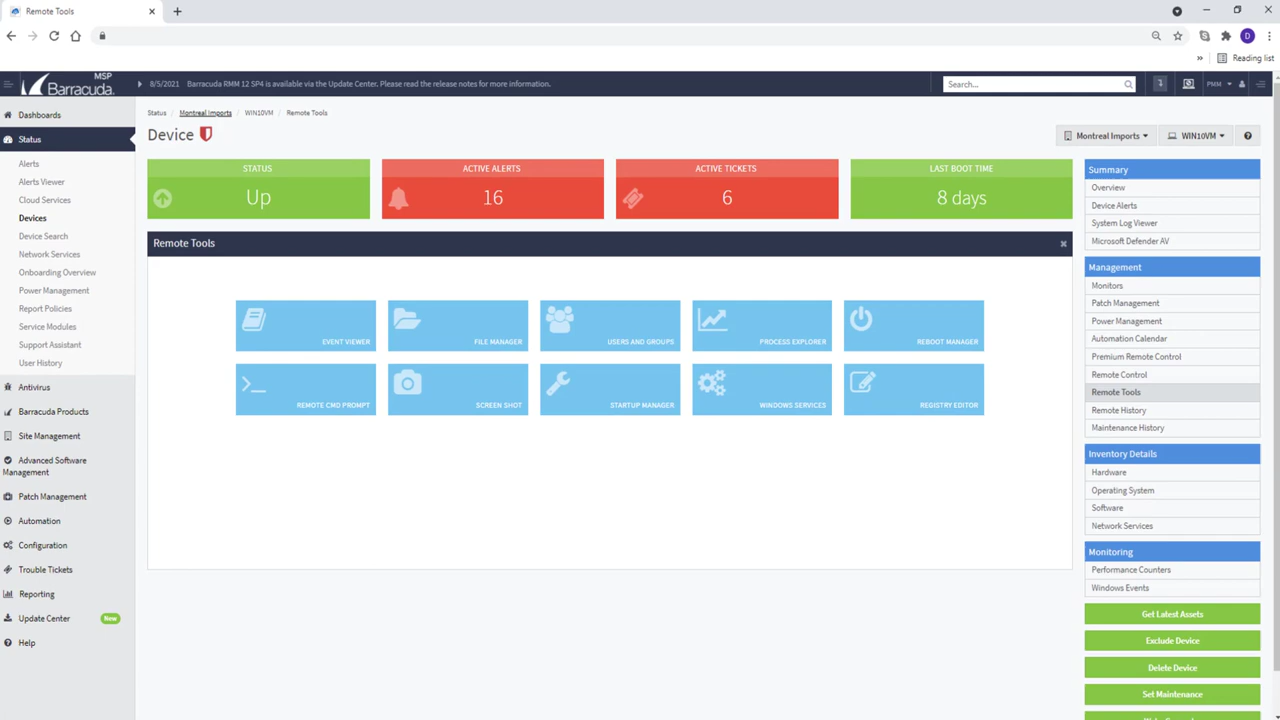 Remote Tools
D
Reading list
Barracuda MSP
8/5/2021 Barracuda RMM 12 SP4 is available via the Update Center. Please read the release notes for more information.
Search...
PMM
Dashboards
Status
Alerts
Alerts Viewer
Cloud Services
Devices
Device Search
Network Services
Onboarding Overview
Power Management
Report Policies
Service Modules
Support Assistant
User History
Antivirus
Barracuda Products
Site Management
Advanced Software
Management
Patch Management
Automation
Configuration
Trouble Tickets
Reporting
Update Center New
Help
Status / Montreal Imports / WIN10VM / Remote Tools
Device
Montreal Imports
WIN10VM
STATUS
Up
ACTIVE ALERTS
16
ACTIVE TICKETS
6
LAST BOOT TIME
8 days
Remote Tools
EVENT VIEWER
FILE MANAGER
USERS AND GROUPS
PROCESS EXPLORER
REBOOT MANAGER
REMOTE CMD PROMPT
SCREEN SHOT
STARTUP MANAGER
WINDOWS SERVICES
REGISTRY EDITOR
Summary
Overview
Device Alerts
System Log Viewer
Microsoft Defender AV
Management
Monitors
Patch Management
Power Management
Automation Calendar
Premium Remote Control
Remote Control
Remote Tools
Remote History
Maintenance History
Inventory Details
Hardware
Operating System
Software
Network Services
Monitoring
Performance Counters
Windows Events
Get Latest Assets
Exclude Device
Delete Device
Set Maintenance